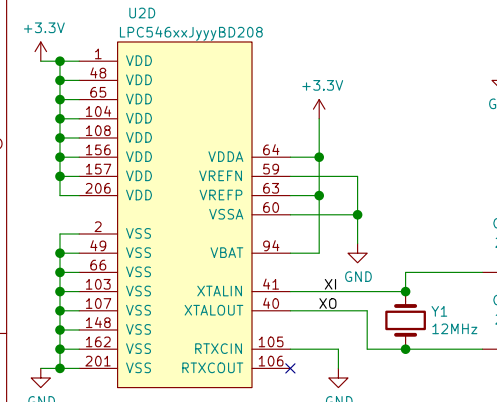 U2D
LPC546xxJyyyBD208
+3.3V
1 VDD
48 VDD
65 VDD
104 VDD
108 VDD
156 VDD
157 VDD
206 VDD
2 VSS
49 VSS
66 VSS
103 VSS
107 VSS
148 VSS
162 VSS
201 VSS
GND
+3.3V
VDDA 64
VREFN 59
VREFP 63
VSSA 60
VBAT 94
GND
XTALIN 41 XI
XTALOUT 40 XO
RTXCIN 105
RTXCOUT 106
GND
Y1
12MHz